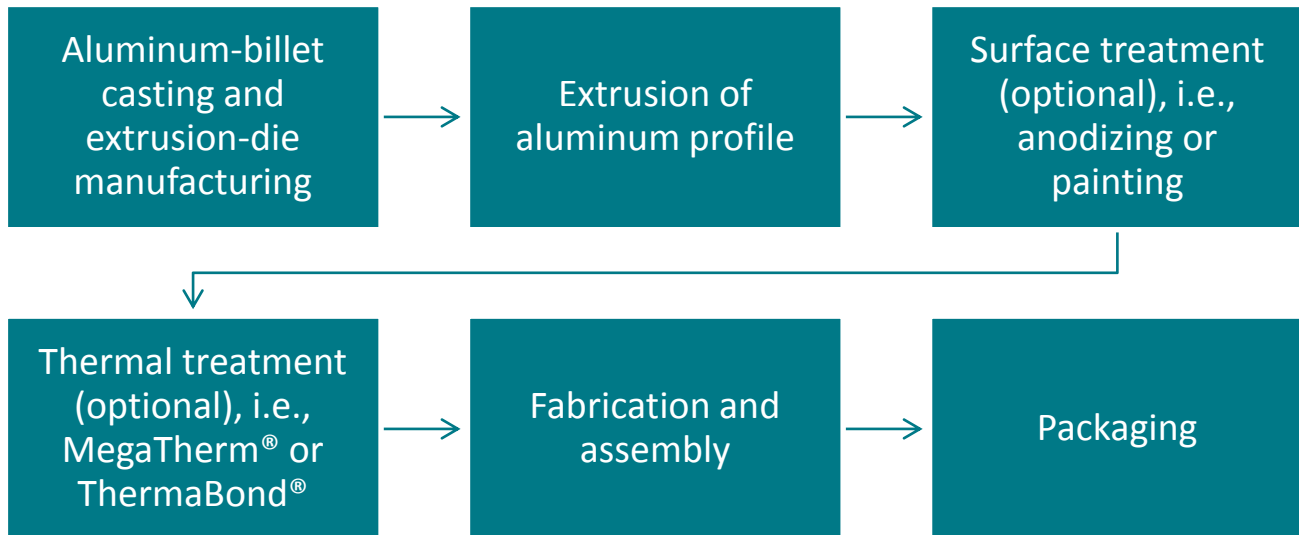 Aluminum-billet
casting and
extrusion-die
manufacturing
Extrusion of
aluminum profile
Surface treatment
(optional), i.e.,
anodizing or
painting
Thermal treatment
(optional), i.e.,
MegaTherm® or
ThermaBond®
Fabrication and
assembly
Packaging